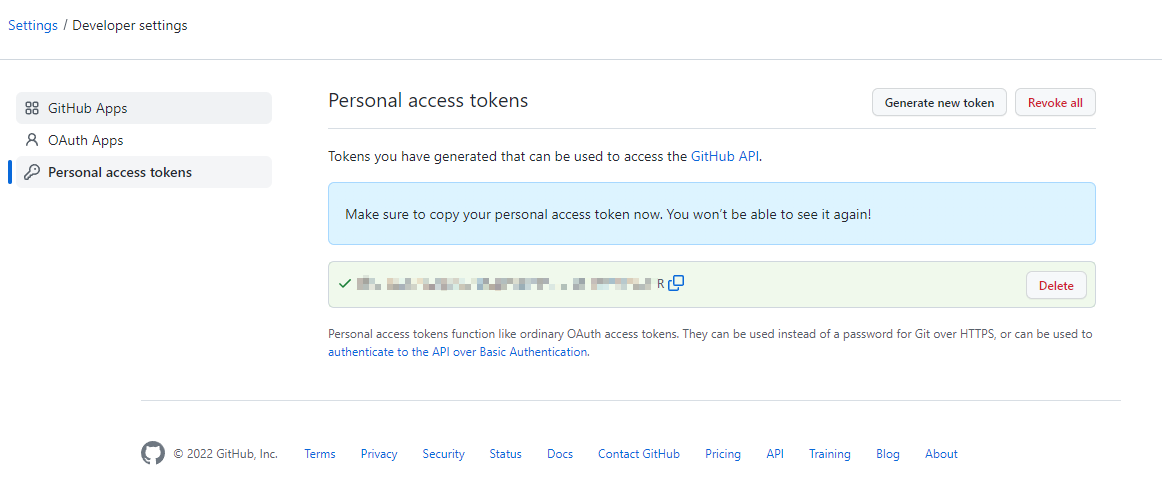 Settings / Developer settings
GitHub Apps
OAuth Apps
Personal access tokens
Personal access tokens
Generate new token
Revoke all
Tokens you have generated that can be used to access the GitHub API.
Make sure to copy your personal access token now. You won't be able to see it again!
R
Delete
Personal access tokens function like ordinary OAuth access tokens. They can be used instead of a password for Git over HTTPS, or can be used to
authenticate to the API over Basic Authentication.
© 2022 GitHub, Inc. Terms Privacy Security Status Docs Contact GitHub Pricing API Training Blog About